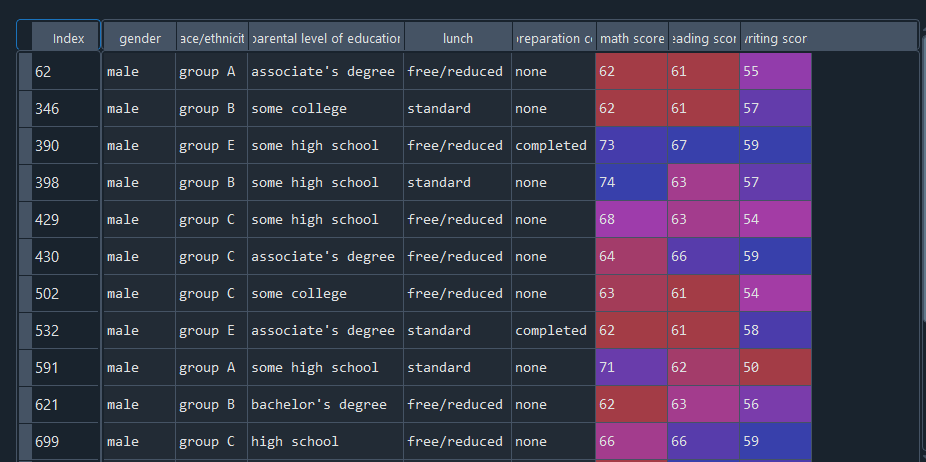 Index gender ace/ethnicit parental level of education lunch preparation co math score eading scor writing scor
62 male group A associate's degree free/reduced none 62 61 55
346 male group B some college standard none 62 61 57
390 male group E some high school free/reduced completed 73 67 59
398 male group B some high school standard none 74 63 57
429 male group C some high school free/reduced none 68 63 54
430 male group C associate's degree free/reduced none 64 66 59
502 male group C some college free/reduced none 63 61 54
532 male group E associate's degree standard completed 62 61 58
591 male group A some high school standard none 71 62 50
621 male group B bachelor's degree free/reduced none 62 63 56
699 male group C high school free/reduced none 66 66 59